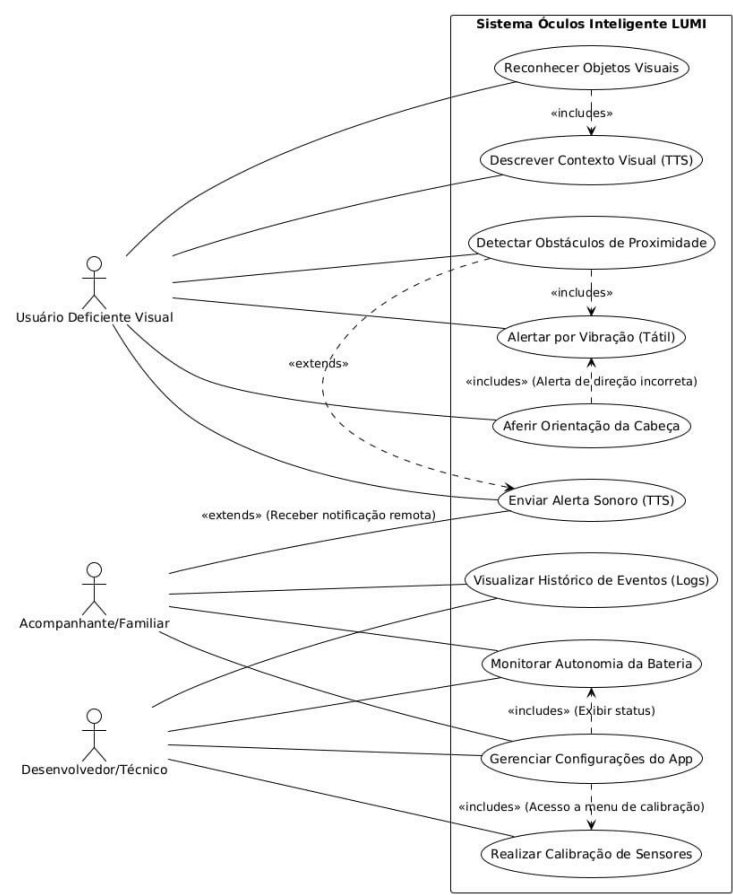 Sistema Óculos Inteligente LUMI
Reconhecer Objetos Visuais
«includes»
Descrever Contexto Visual (TTS)
Detectar Obstáculos de Proximidade
«includes»
Usuário Deficiente Visual
Alertar por Vibração (Tátil)
«extends»
«includes» (Alerta de direção incorreta)
Aferir Orientação da Cabeça
Enviar Alerta Sonoro (TTS)
«extends» (Receber notificação remota)
Visualizar Histórico de Eventos (Logs)
Acompanhante/Familiar
Monitorar Autonomia da Bateria
«includes» (Exibir status)
Gerenciar Configurações do App
Desenvolvedor/Técnico
«includes» (Acesso a menu de calibração)
Realizar Calibração de Sensores